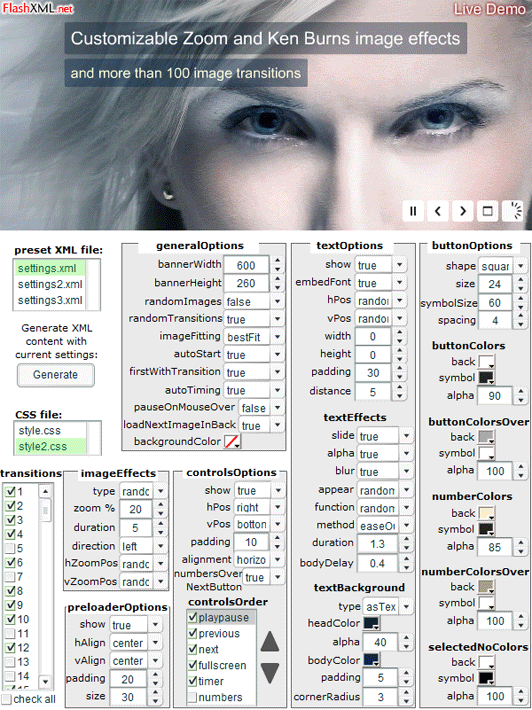 FlashXML.net
Live Demo
Customizable Zoom and Ken Burns image effects
and more than 100 image transitions
preset XML file:
settings.xml
settings2.xml
settings3.xml
Generate XML
content with
current settings:
Generate
CSS file:
style.css
style2.css
generalOptions
bannerWidth 600
bannerHeight 260
randomImages false
randomTransitions true
imageFitting bestFit
autoStart true
firstWithTransition true
autoTiming true
pauseOnMouseOver false
loadNextImageInBack true
backgroundColor
textOptions
show true
embedFont true
hPos randor
vPos randor
width 0
height 0
padding 30
distance 5
textEffects
slide true
alpha true
blur true
appear random
function random
method easeOu
duration 1.3
bodyDelay 0.4
textBackground
type asTex
headColor
alpha 40
bodyColor
padding 5
cornerRadius 3
buttonOptions
shape squar
size 24
symbolSize 60
spacing 4
buttonColors
back
symbol
alpha 90
buttonColorsOver
back
symbol
alpha 100
numberColors
back
symbol
alpha 85
numberColorsOver
back
symbol
alpha 100
selectedNoColors
back
symbol
alpha 100
transitions
1
2
3
4
5
6
7
8
9
10
11
12
13
14
check all
imageEffects
type randc
zoom % 20
duration 5
direction left
hZoomPos randc
vZoomPos randc
preloaderOptions
show true
hAlign center
vAlign center
padding 20
size 30
controlsOptions
show true
hPos right
vPos botton
padding 10
alignment horizo
numbersOver
NextButton true
controlsOrder
playpause
previous
next
fullscreen
timer
numbers